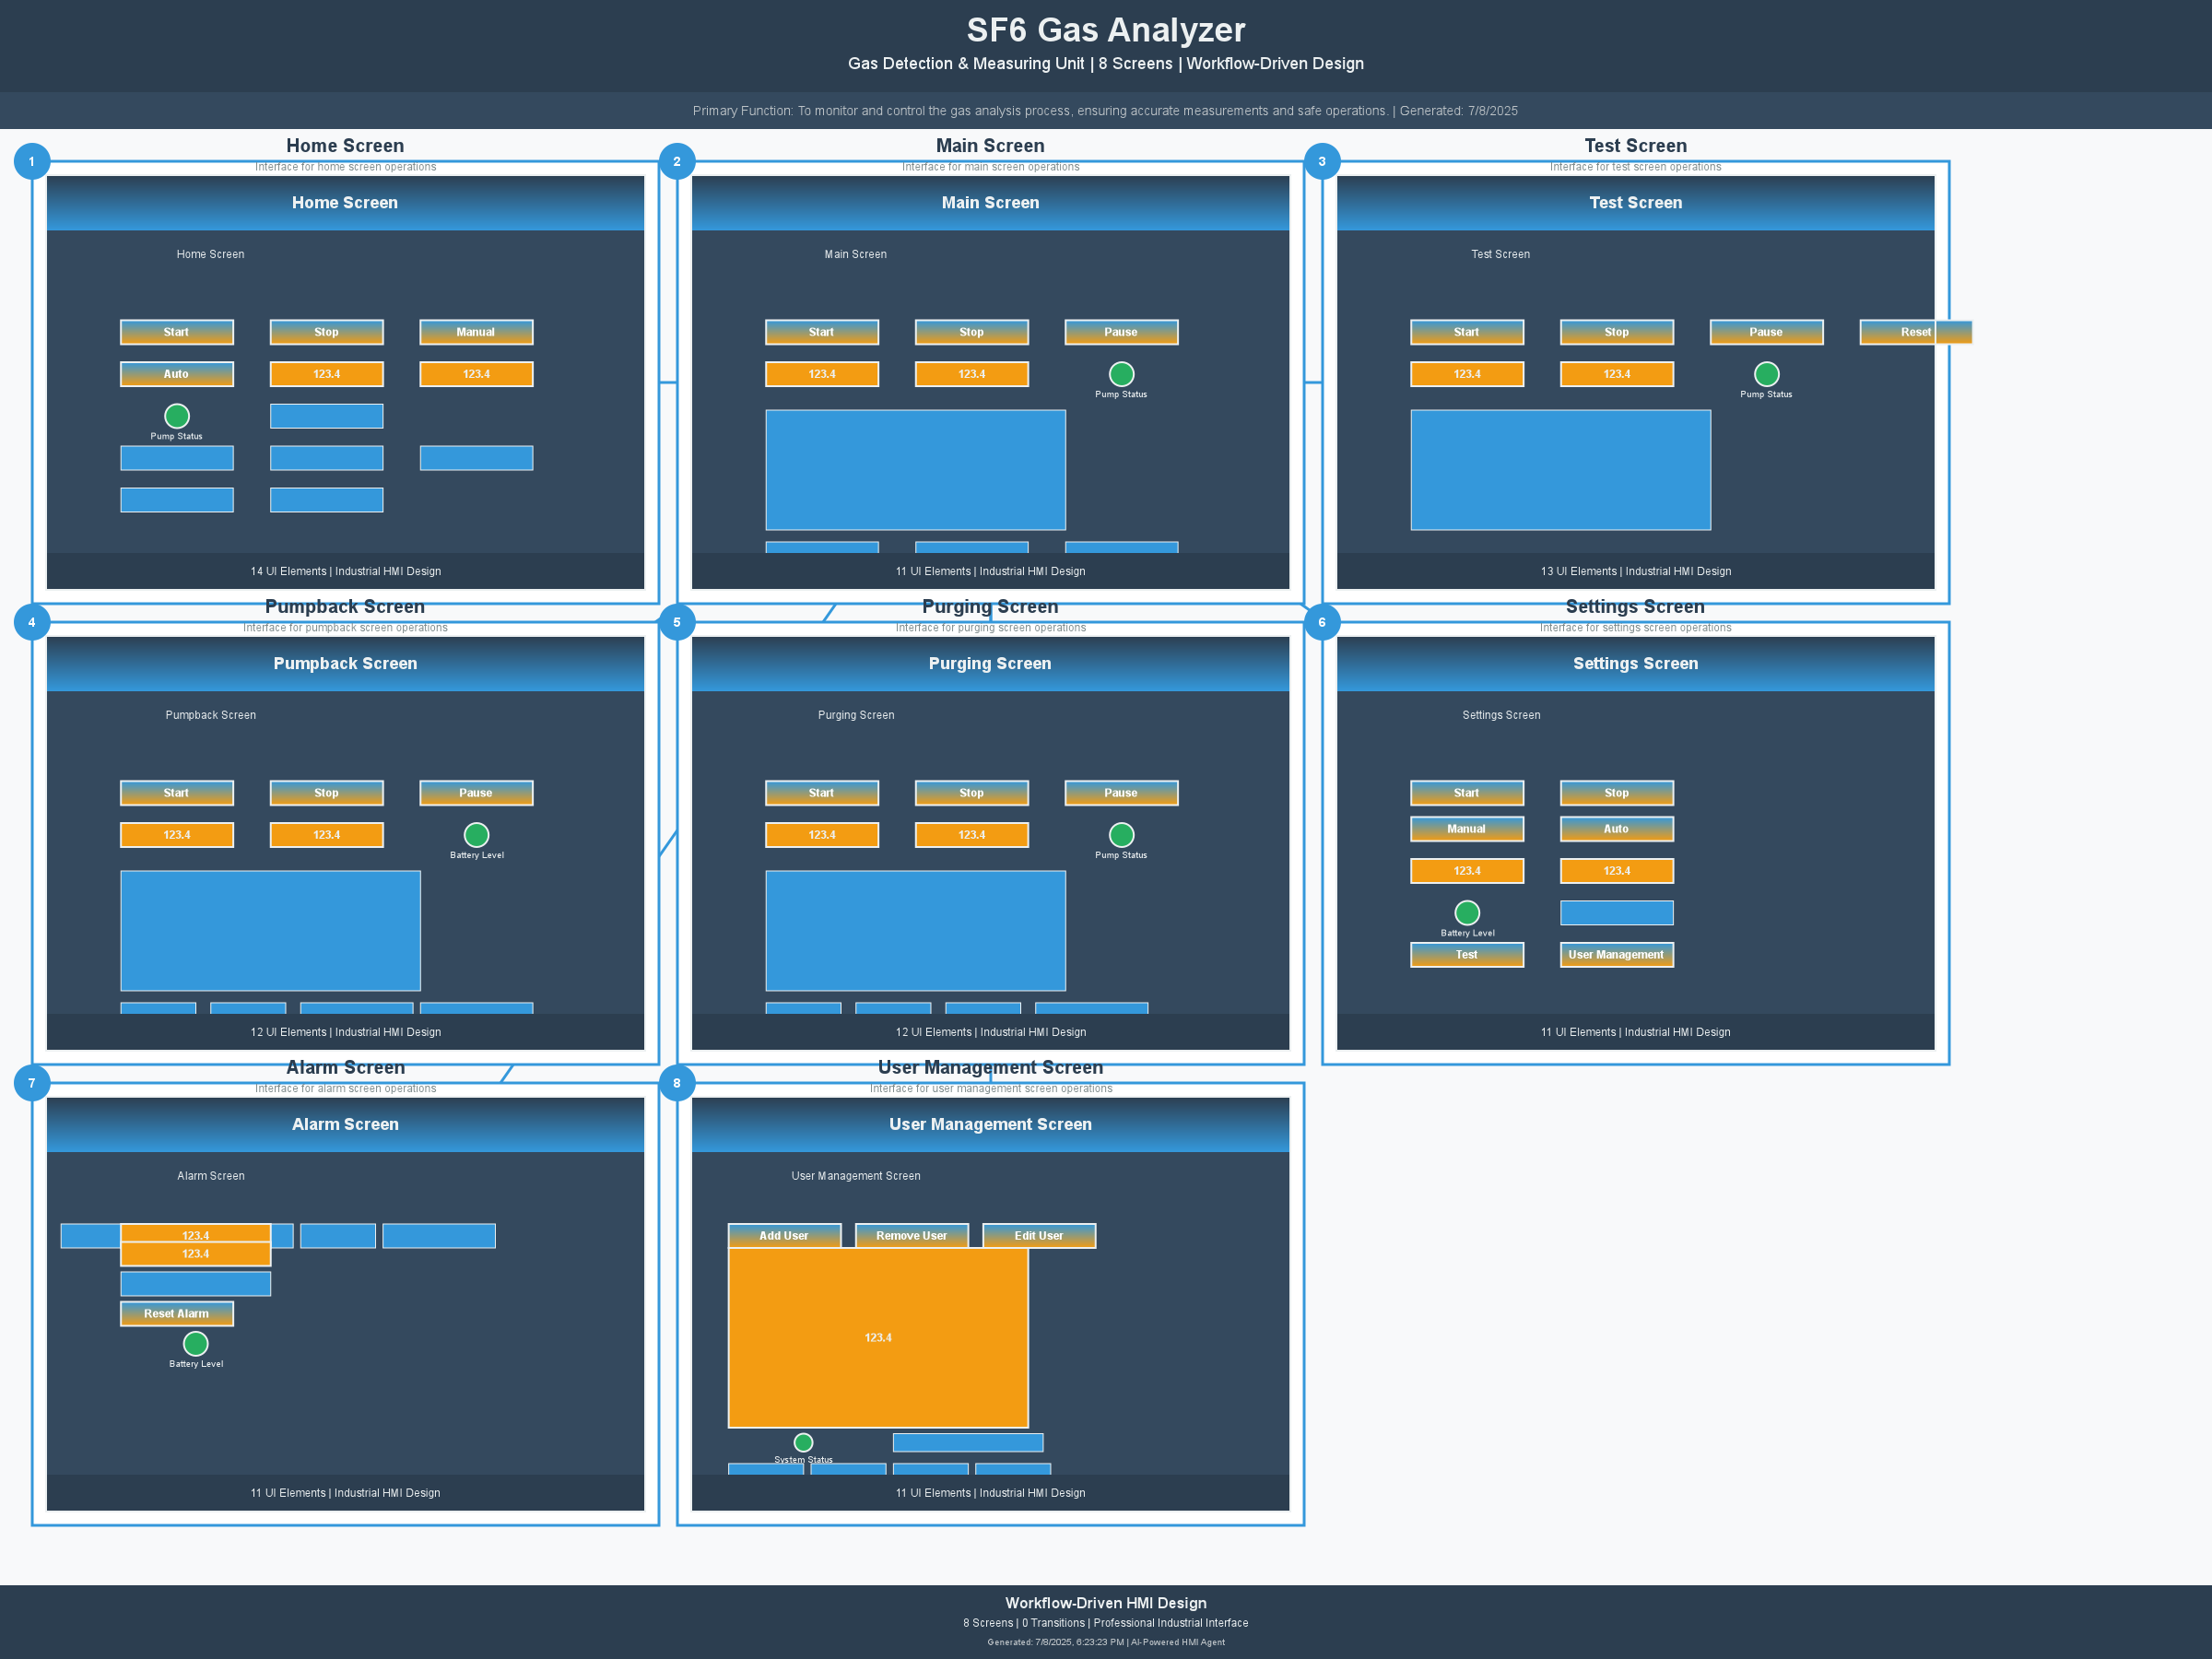 SF6 Gas Analyzer
Gas Detection & Measuring Unit | 8 Screens | Workflow-Driven Design
Primary Function: To monitor and control the gas analysis process, ensuring accurate measurements and safe operations. | Generated: 7/8/2025
1
Home Screen
Interface for home screen operations
Home Screen
Home Screen
Start Stop Manual
Auto 123.4 123.4
Pump Status
14 UI Elements | Industrial HMI Design
2
Main Screen
Interface for main screen operations
Main Screen
Main Screen
Start Stop Pause
123.4 123.4
Pump Status
11 UI Elements | Industrial HMI Design
3
Test Screen
Interface for test screen operations
Test Screen
Test Screen
Start Stop Pause Reset
123.4 123.4
Pump Status
13 UI Elements | Industrial HMI Design
4
Pumpback Screen
Interface for pumpback screen operations
Pumpback Screen
Pumpback Screen
Start Stop Pause
123.4 123.4
Battery Level
12 UI Elements | Industrial HMI Design
5
Purging Screen
Interface for purging screen operations
Purging Screen
Purging Screen
Start Stop Pause
123.4 123.4
Pump Status
12 UI Elements | Industrial HMI Design
6
Settings Screen
Interface for settings screen operations
Settings Screen
Settings Screen
Start Stop
Manual Auto
123.4 123.4
Battery Level
Test User Management
11 UI Elements | Industrial HMI Design
7
Alarm Screen
Interface for alarm screen operations
Alarm Screen
Alarm Screen
123.4
123.4
Reset Alarm
Battery Level
11 UI Elements | Industrial HMI Design
8
User Management Screen
Interface for user management screen operations
User Management Screen
User Management Screen
Add User Remove User Edit User
123.4
System Status
11 UI Elements | Industrial HMI Design
Workflow-Driven HMI Design
8 Screens | 0 Transitions | Professional Industrial Interface
Generated: 7/8/2025, 6:23:23 PM | AI-Powered HMI Agent